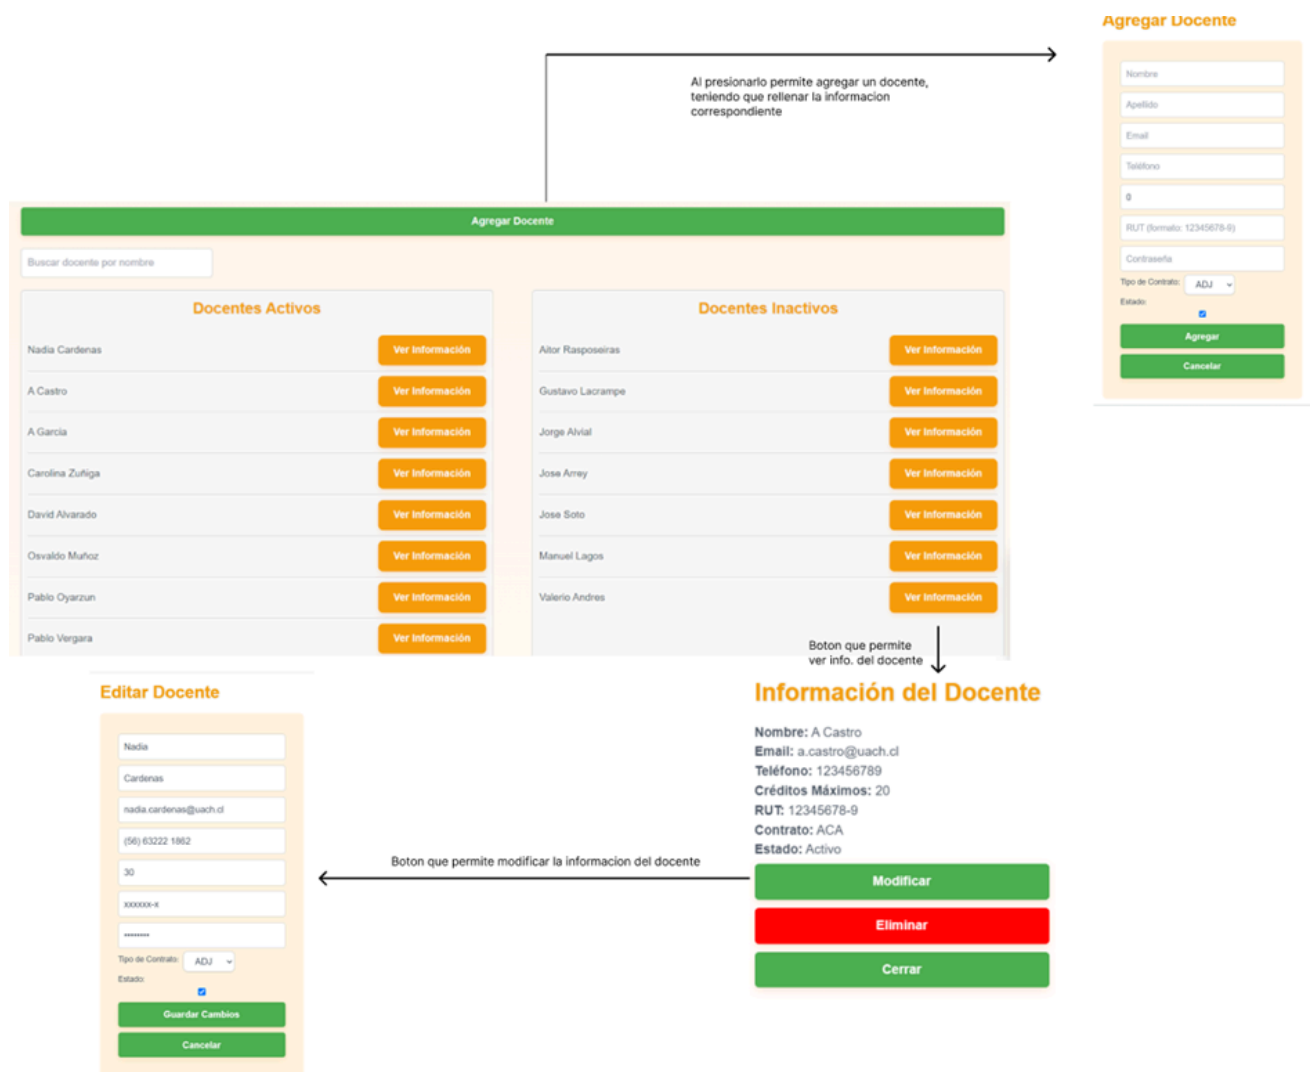 Agregar Docente
Nombre
Apellido
Email
Teléfono
0
RUT (formato: 12345678-9)
Contraseña
Tipo de Contrato: ADJ
Estado:
Agregar
Cancelar
Al presionarlo permite agregar un docente,
teniendo que rellenar la informacion
correspondiente
Agregar Docente
Buscar docente por nombre
Docentes Activos
Nadia Cardenas Ver Información
A Castro Ver Información
A Garcia Ver Información
Carolina Zuñiga Ver Información
David Alvarado Ver Información
Osvaldo Muñoz Ver Información
Pablo Oyarzun Ver Información
Pablo Vergara Ver Información
Docentes Inactivos
Aitor Rasposeiras Ver Información
Gustavo Lacrampe Ver Información
Jorge Alvial Ver Información
Jose Arrey Ver Información
Jose Soto Ver Información
Manuel Lagos Ver Información
Valerio Andres Ver Información
Boton que permite
ver info. del docente
Información del Docente
Nombre: A Castro
Email: a.castro@uach.cl
Teléfono: 123456789
Créditos Máximos: 20
RUT: 12345678-9
Contrato: ACA
Estado: Activo
Modificar
Eliminar
Cerrar
Boton que permite modificar la informacion del docente
Editar Docente
Nadia
Cardenas
nadia.cardenas@uach.cl
(56) 63222 1862
30
xxxxxx-x
••••••••
Tipo de Contrato: ADJ
Estado:
Guardar Cambios
Cancelar